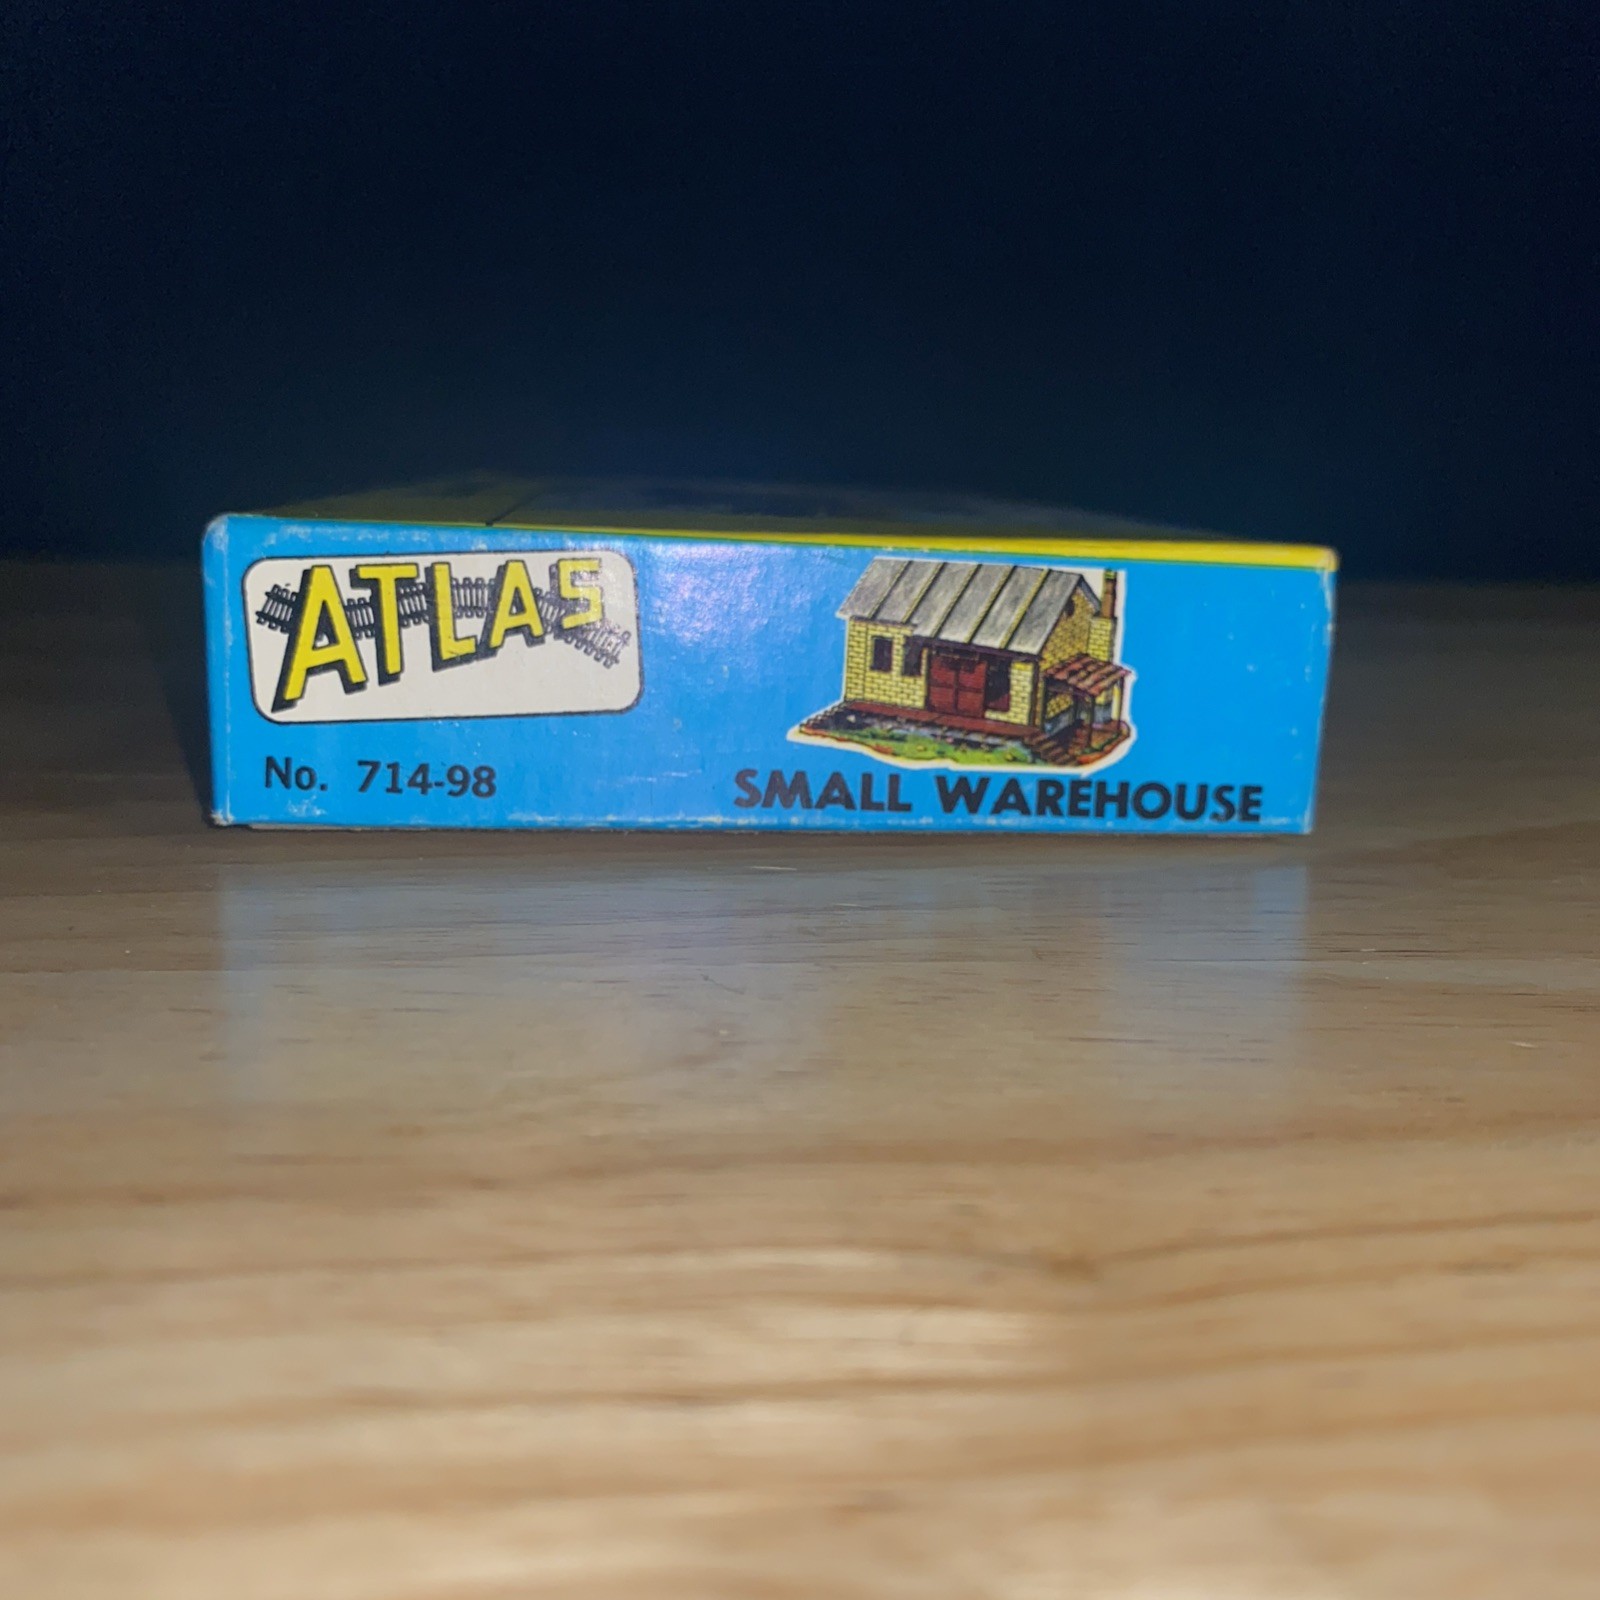 ATLAS
No. 714-98
SMALL WAREHOUSE